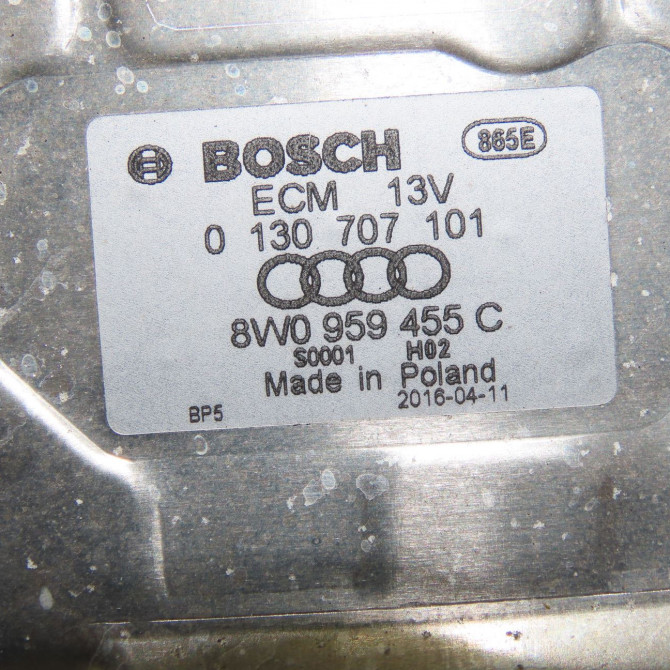 BOSCH 865E
ECM 13V
0 130 707 101
8W0 959 455 C
S0001 H02
Made in Poland
BP5 2016-04-11